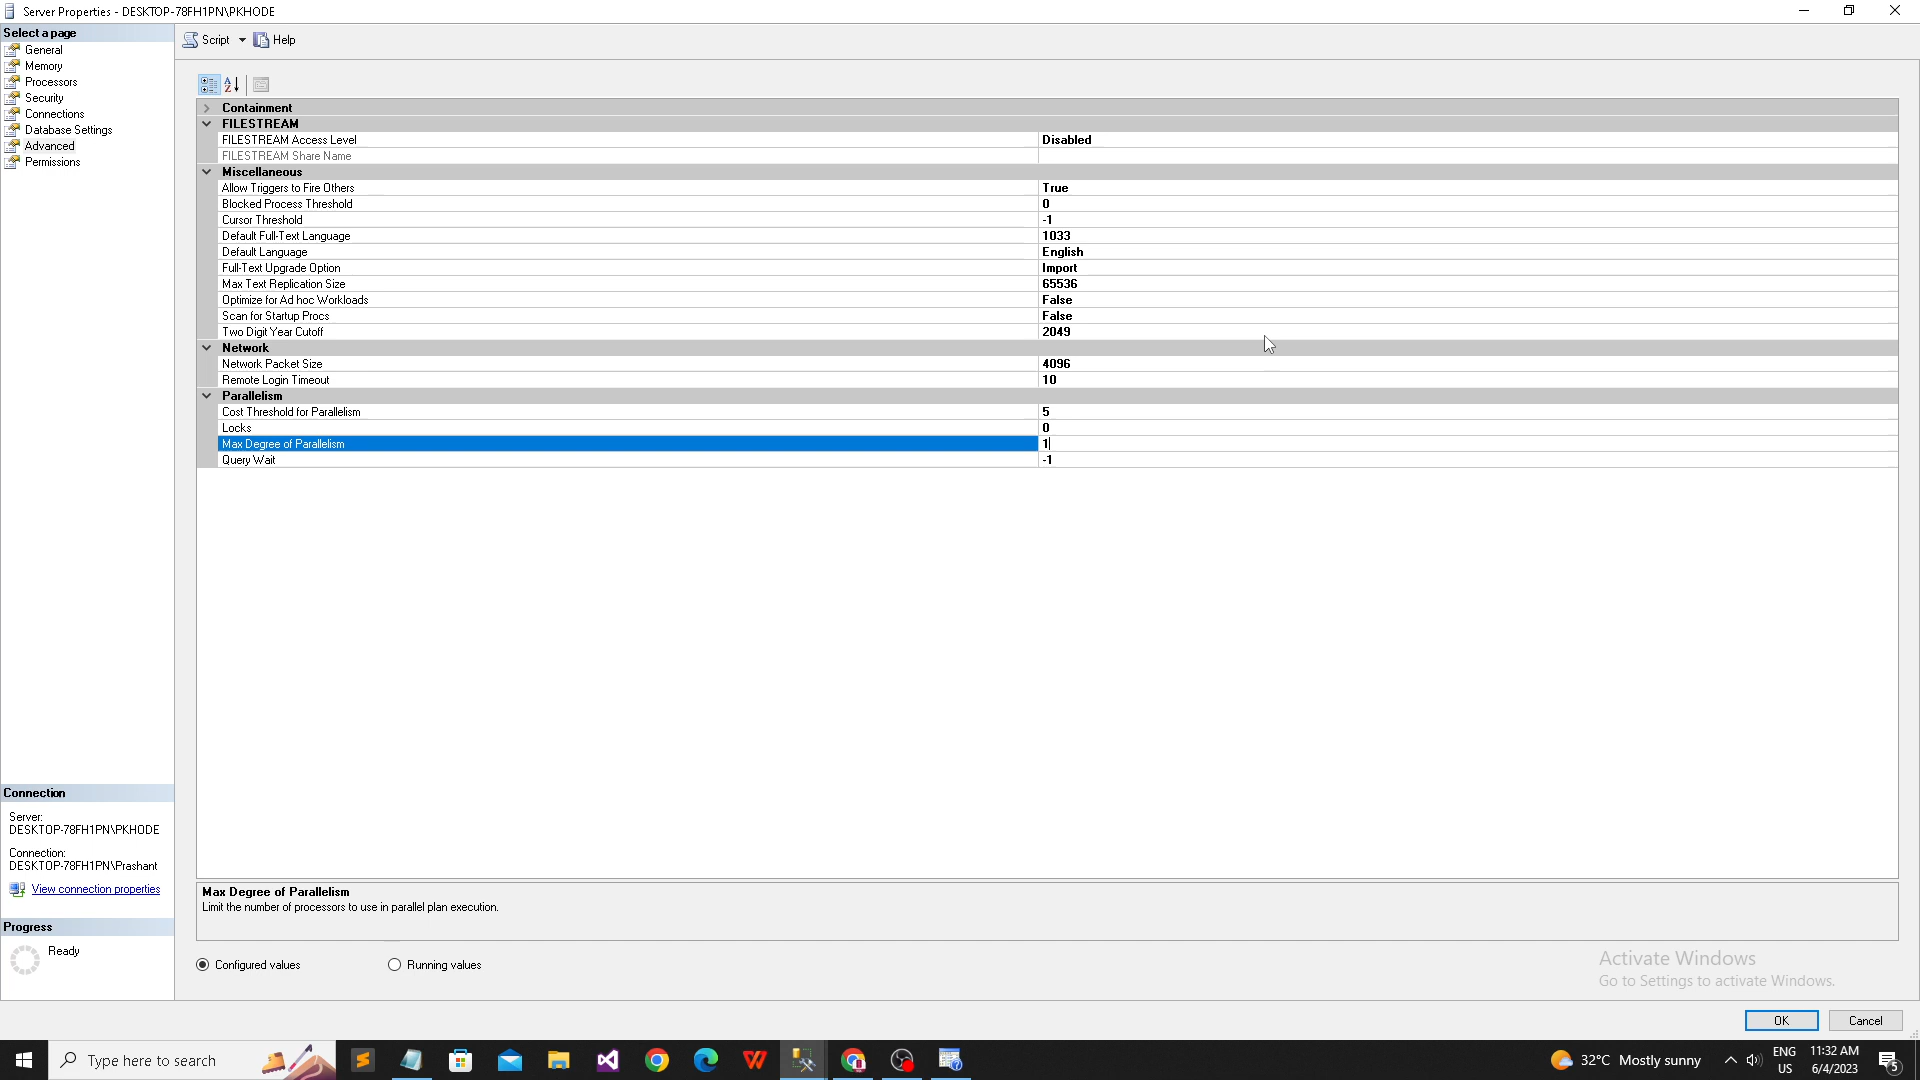 Server Properties - DESKTOP-78FH1PN\PKHODE
Select a page
General
Memory
Processors
Security
Connections
Database Settings
Advanced
Permissions
Script
Help
Containment
FILESTREAM
FILESTREAM Access Level Disabled
FILESTREAM Share Name
Miscellaneous
Allow Triggers to Fire Others True
Blocked Process Threshold 0
Cursor Threshold -1
Default Full-Text Language 1033
Default Language English
Full-Text Upgrade Option Import
Max Text Replication Size 65536
Optimize for Ad hoc Workloads False
Scan for Startup Procs False
Two Digit Year Cutoff 2049
Network
Network Packet Size 4096
Remote Login Timeout 10
Parallelism
Cost Threshold for Parallelism 5
Locks 0
Max Degree of Parallelism 1
Query Wait -1
Connection
Server:
DESKTOP-78FH1PN\PKHODE
Connection:
DESKTOP-78FH1PN\Prashant
View connection properties
Progress
Ready
Max Degree of Parallelism
Limit the number of processors to use in parallel plan execution.
Configured values
Running values
Activate Windows
Go to Settings to activate Windows.
OK
Cancel
Type here to search
32°C Mostly sunny
ENG
US
11:32 AM
6/4/2023
5